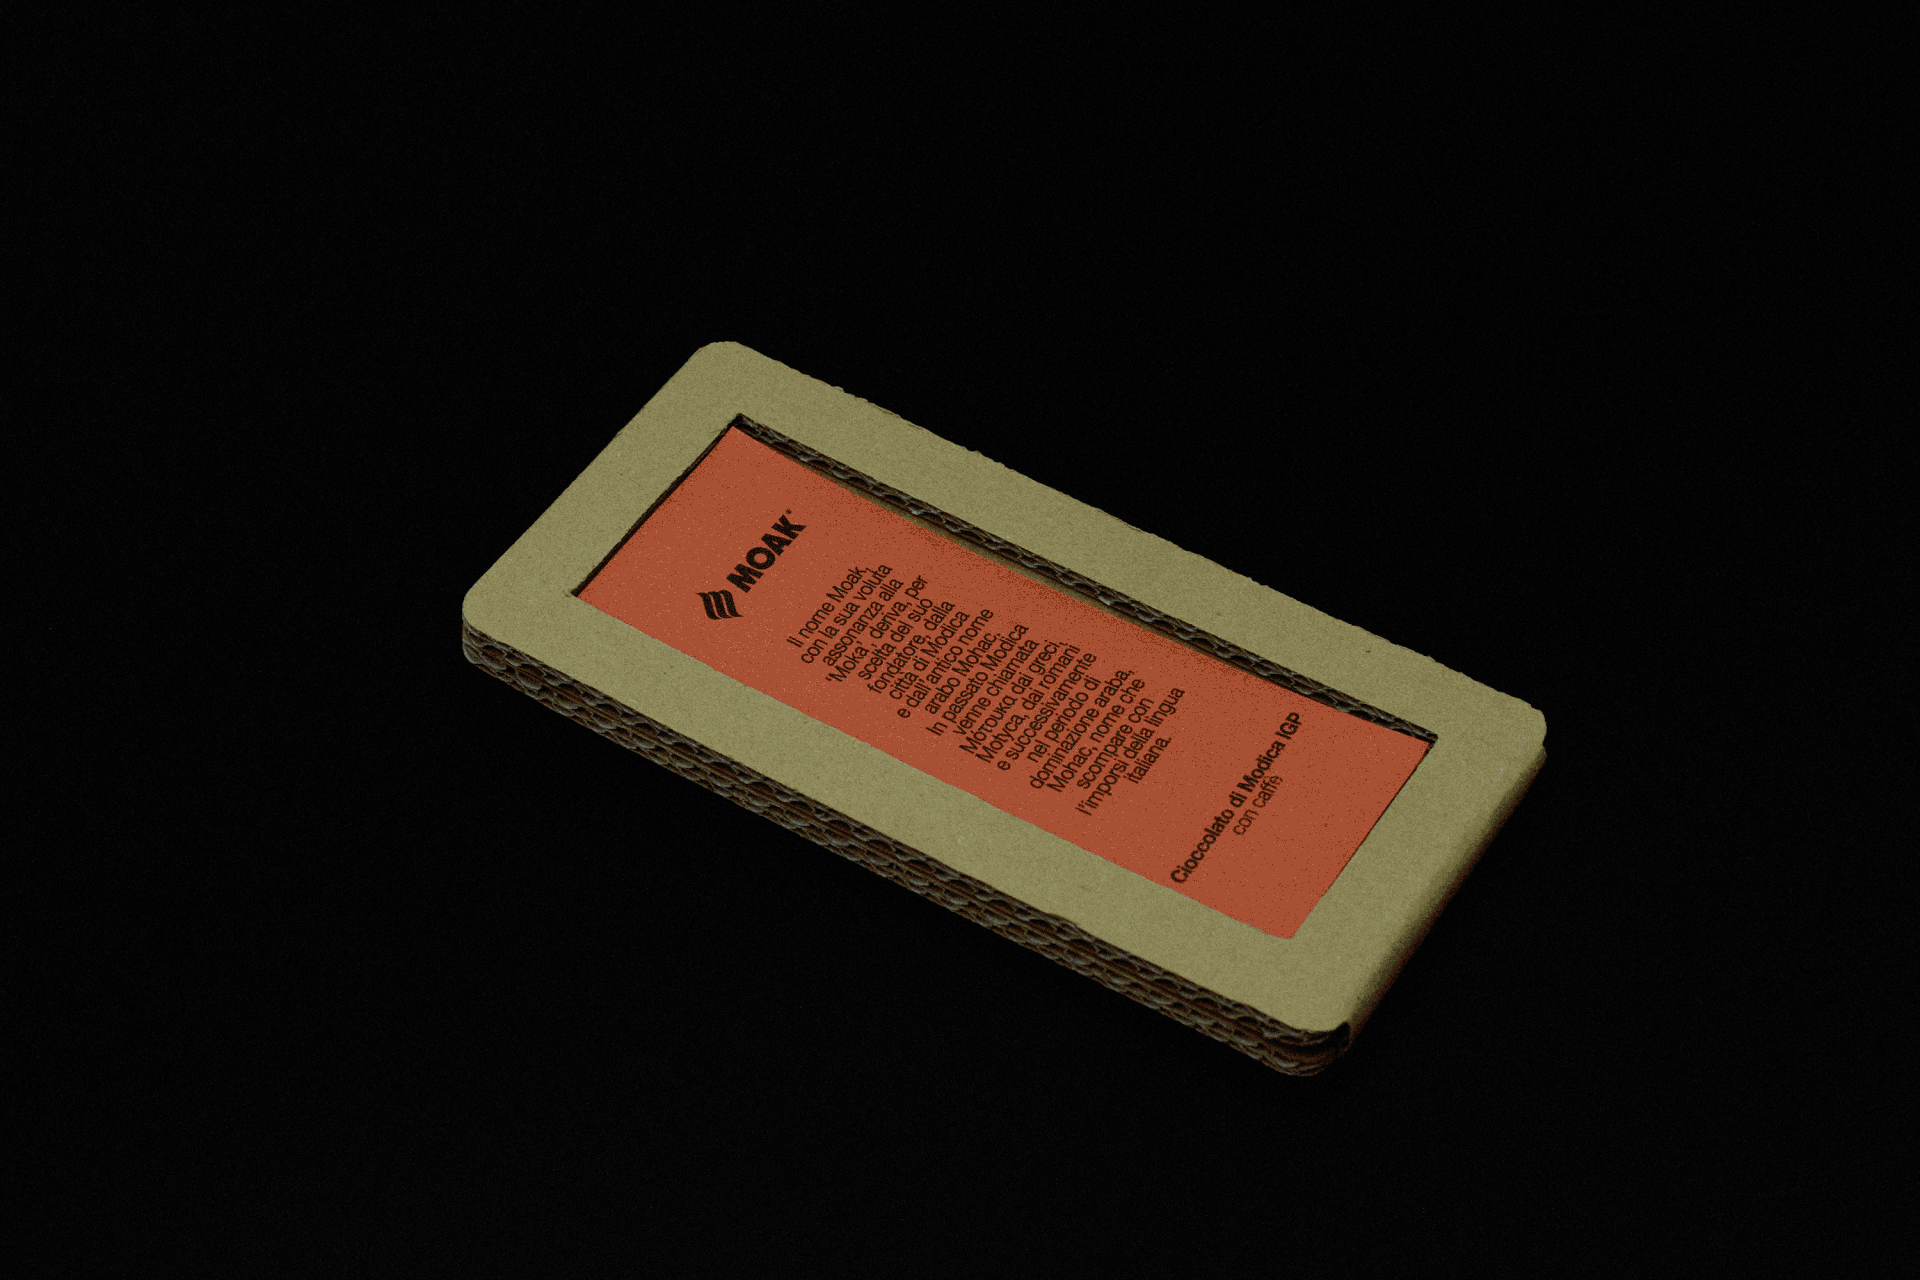 MOAK®
Il nome Moak,
con la sua voluta
assonanza alla
'Moka', deriva, per
scelta del suo
fondatore, dalla
città di Modica
e dall'antico nome
arabo Mohac.
In passato Modica
venne chiamata
Μοτουκα dai greci,
Motyca, dai romani
e successivamente
nel periodo di
dominazione araba,
Mohac, nome che
scompare con
l'imporsi della lingua
italiana.
Cioccolato di Modica IGP
con caffè